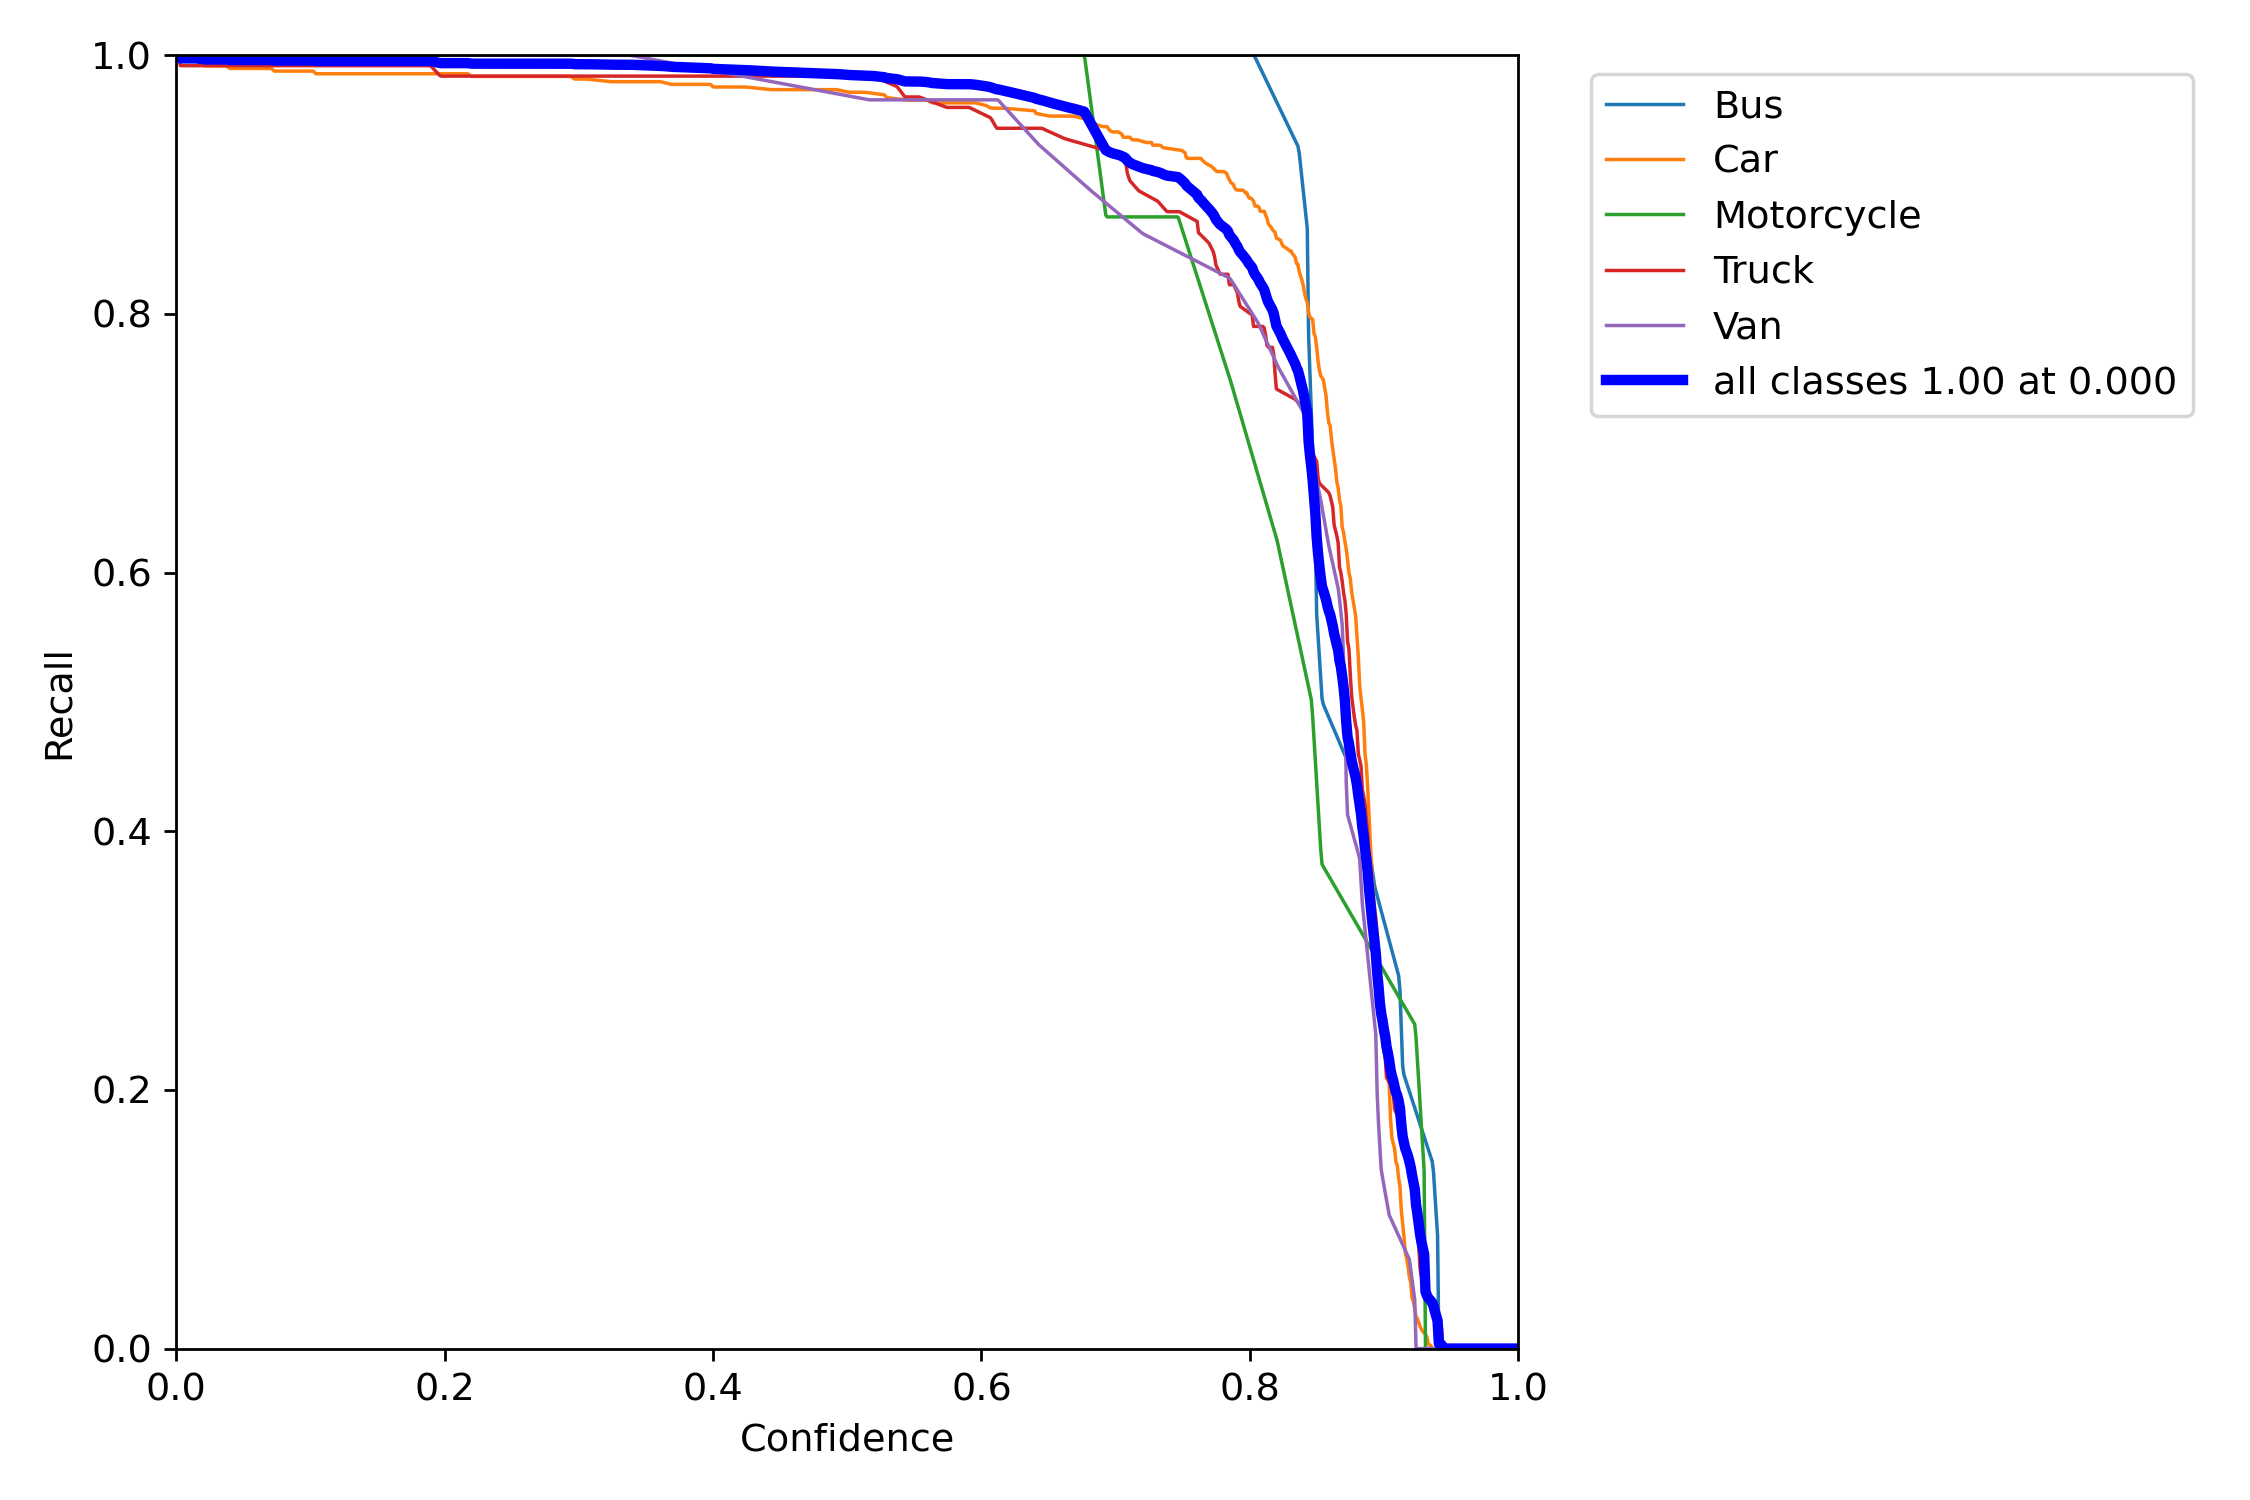 1.0
0.8
0.6
0.4
0.2
0.0
Recall
0.0 0.2 0.4 0.6 0.8 1.0
Confidence
Bus
Car
Motorcycle
Truck
Van
all classes 1.00 at 0.000